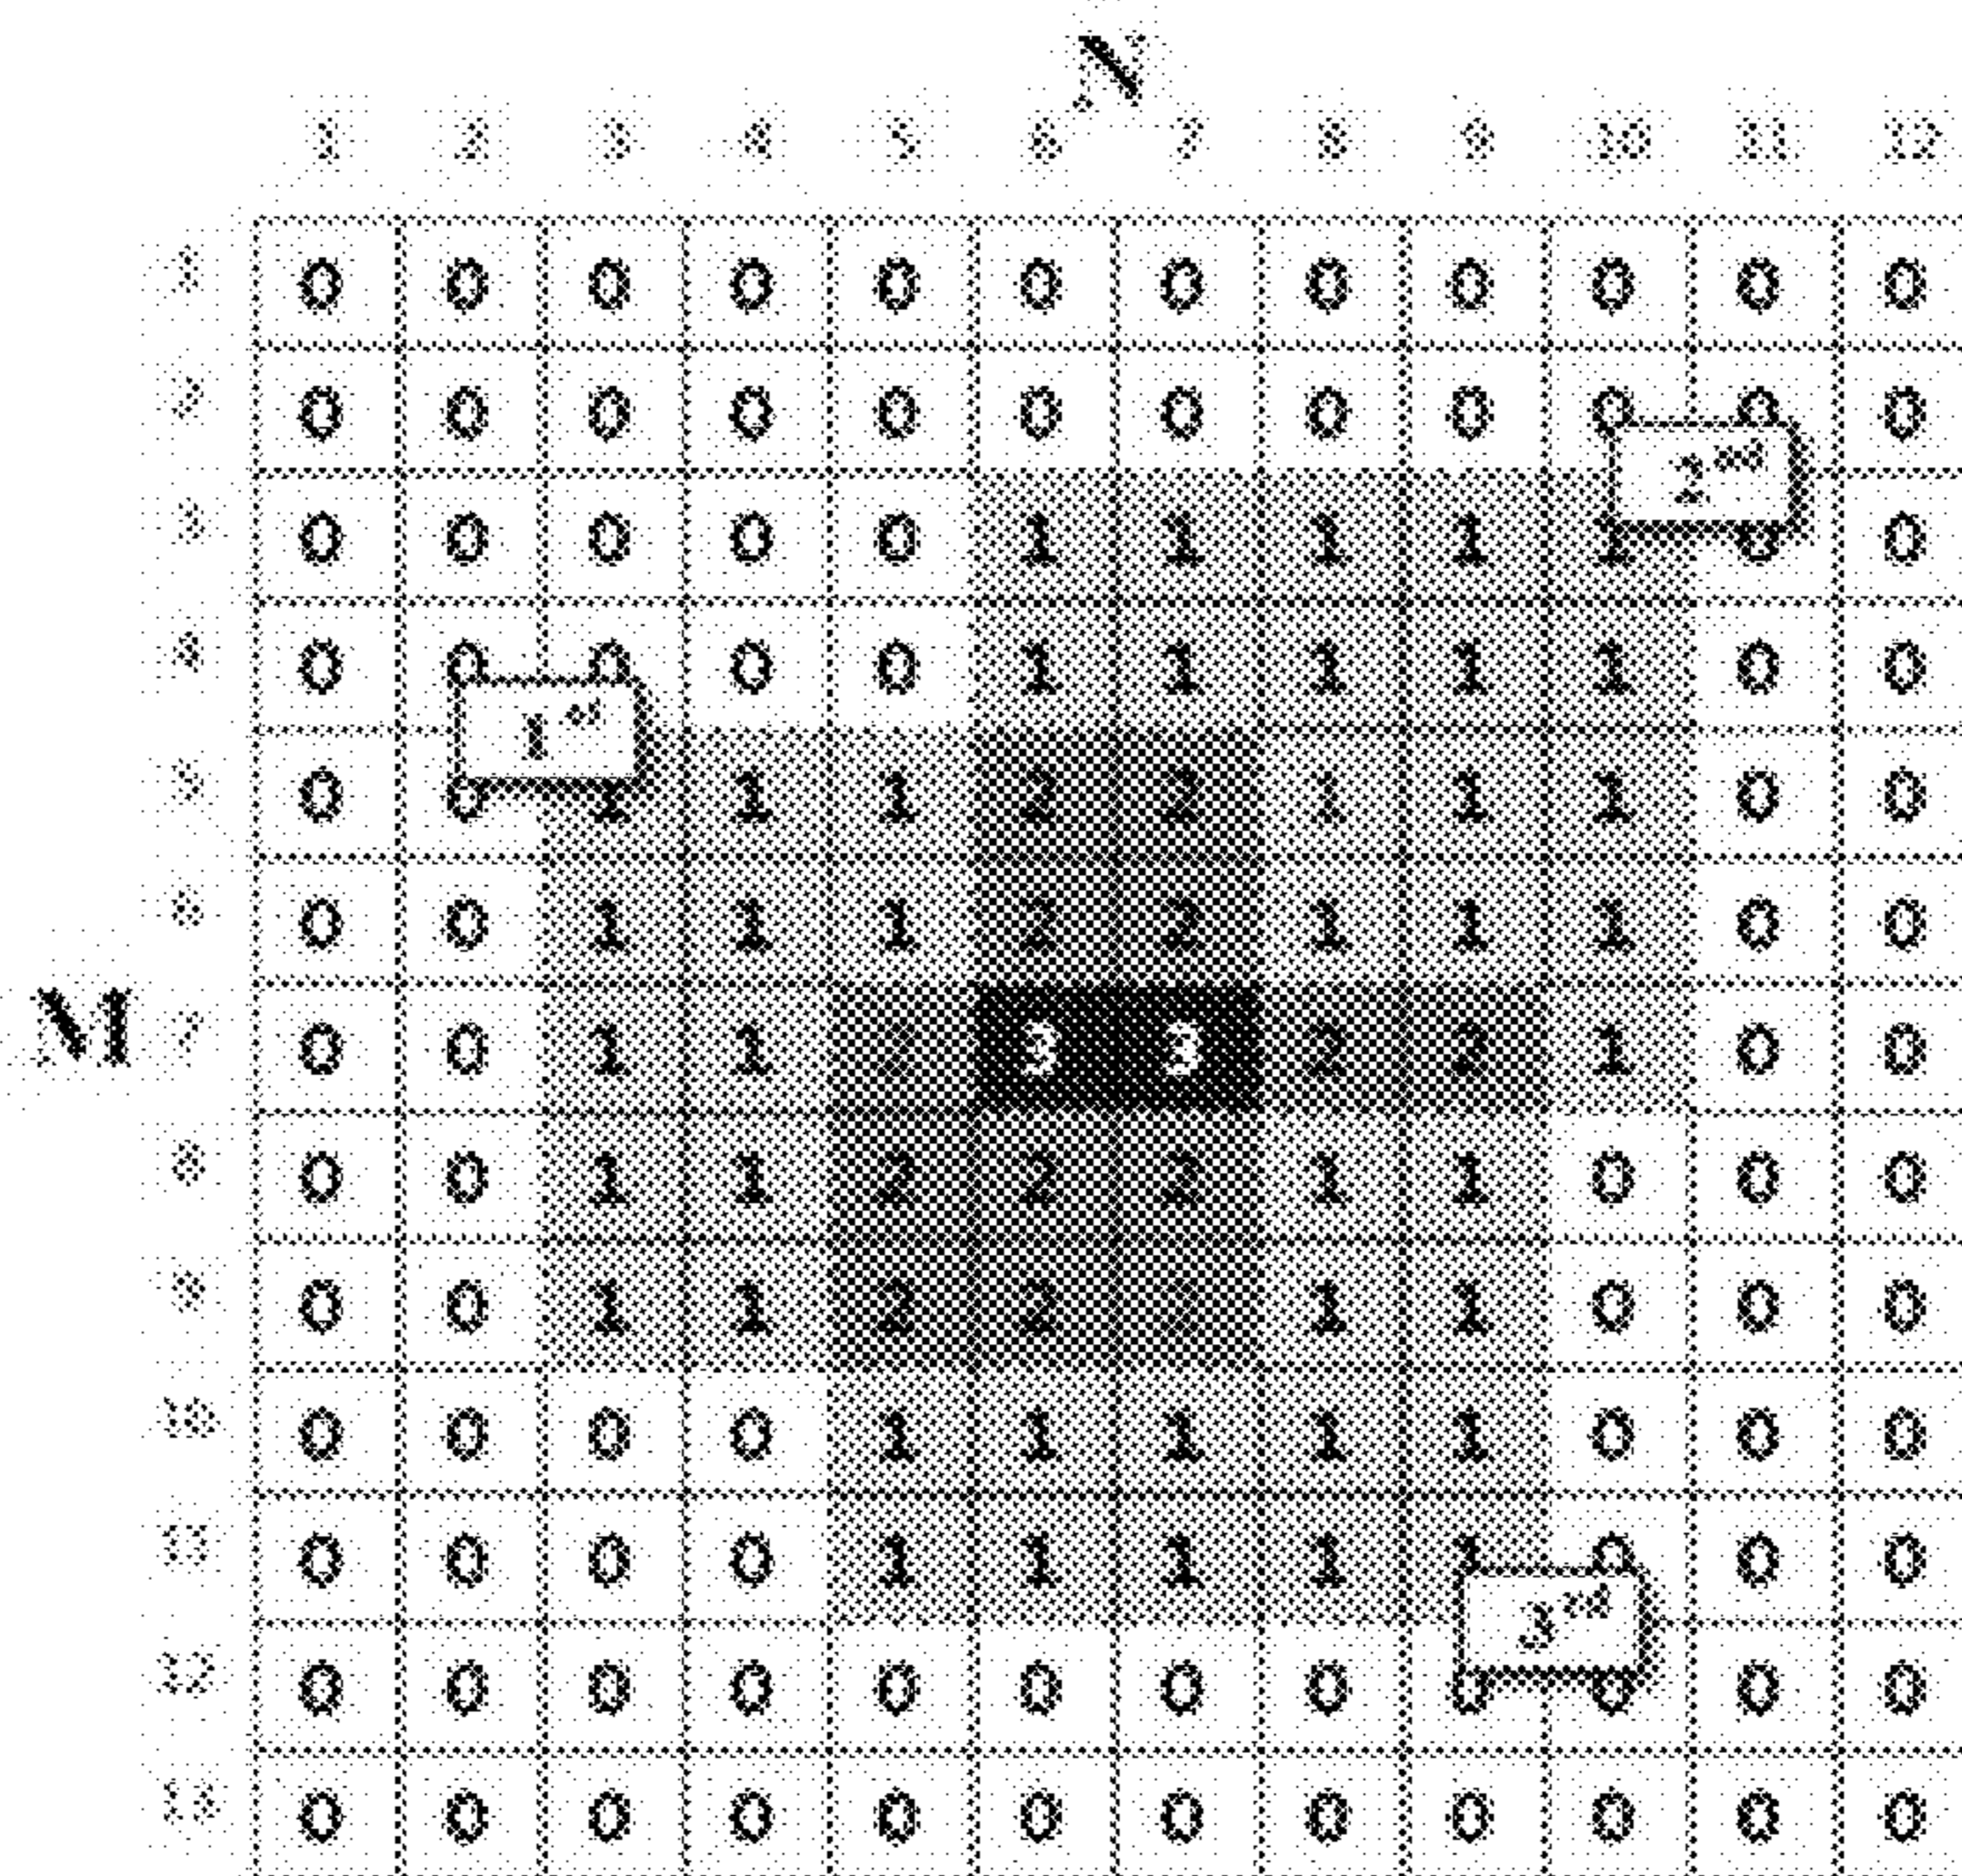 N
1 2 3 4 5 6 7 8 9 10 11 12
1 0 0 0 0 0 0 0 0 0 0 0 0
2 0 0 0 0 0 0 0 0 0 0 0 0
2nd
3 0 0 0 0 0 1 1 1 1 1 0 0
4 0 0 0 0 0 1 1 1 1 1 0 0
1st
5 0 0 1 1 1 2 2 1 1 1 0 0
6 0 0 1 1 1 2 2 1 1 1 0 0
M 7 0 0 1 1 2 3 3 2 2 1 0 0
8 0 0 1 1 2 2 2 1 1 0 0 0
9 0 0 1 1 2 2 2 1 1 0 0 0
10 0 0 0 0 1 1 1 1 1 0 0 0
11 0 0 0 0 1 1 1 1 1 0 0 0
3rd
12 0 0 0 0 0 0 0 0 0 0 0 0
13 0 0 0 0 0 0 0 0 0 0 0 0